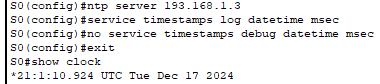 S0(config)#ntp server 193.168.1.3
S0(config)#service timestamps log datetime msec
S0(config)#no service timestamps debug datetime msec
S0(config)#exit
S0#show clock
*21:1:10.924 UTC Tue Dec 17 2024